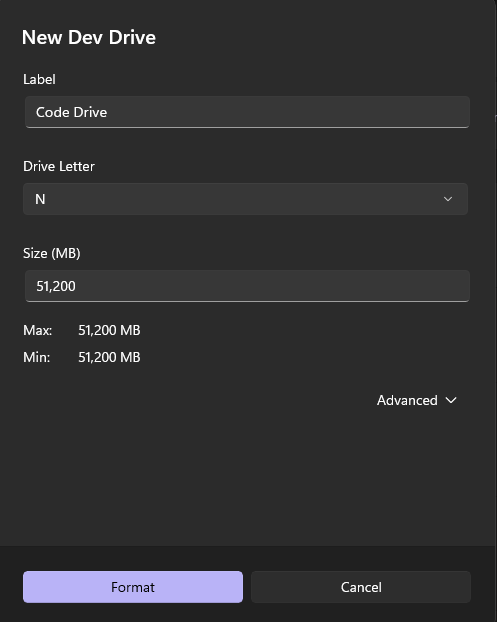 New Dev Drive
Label
Code Drive
Drive Letter
N
Size (MB)
51,200
Max: 51,200 MB
Min: 51,200 MB
Advanced
Format Cancel